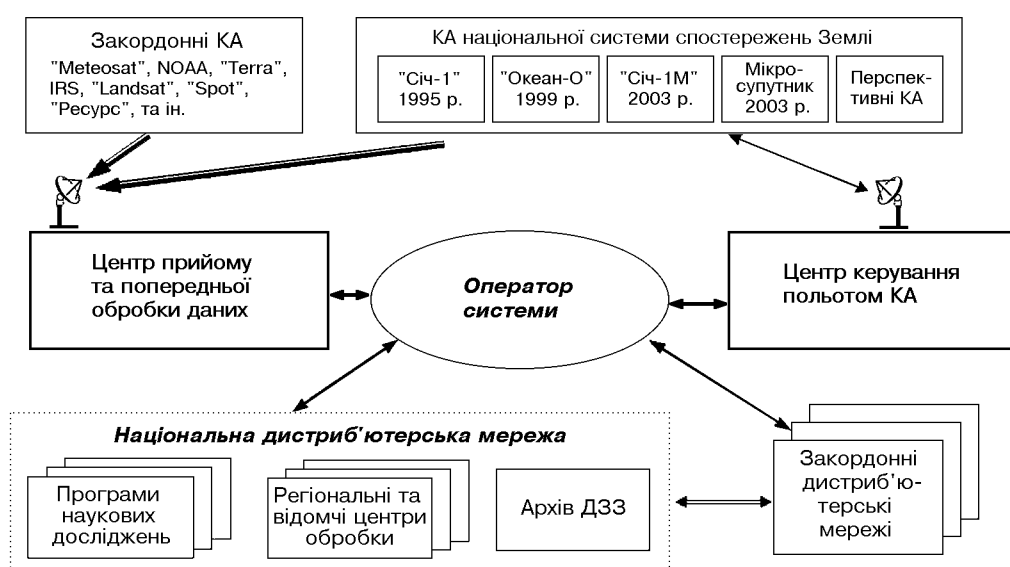 Закордонні КА
"Meteosat", NOAA, "Terra",
IRS, "Landsat", "Spot",
"Ресурс", та ін.
КА національної системи спостережень Землі
"Січ-1"
1995 р.
"Океан-О"
1999 р.
"Січ-1М"
2003 р.
Мікро-
супутник
2003 р.
Перспек-
тивні КА
Центр прийому
та попередньої
обробки даних
Оператор
системи
Центр керування
польотом КА
Національна дистриб'ютерська мережа
Програми
наукових
досліджень
Регіональні та
відомчі центри
обробки
Архів ДЗЗ
Закордонні
дистриб'ю-
терські
мережі